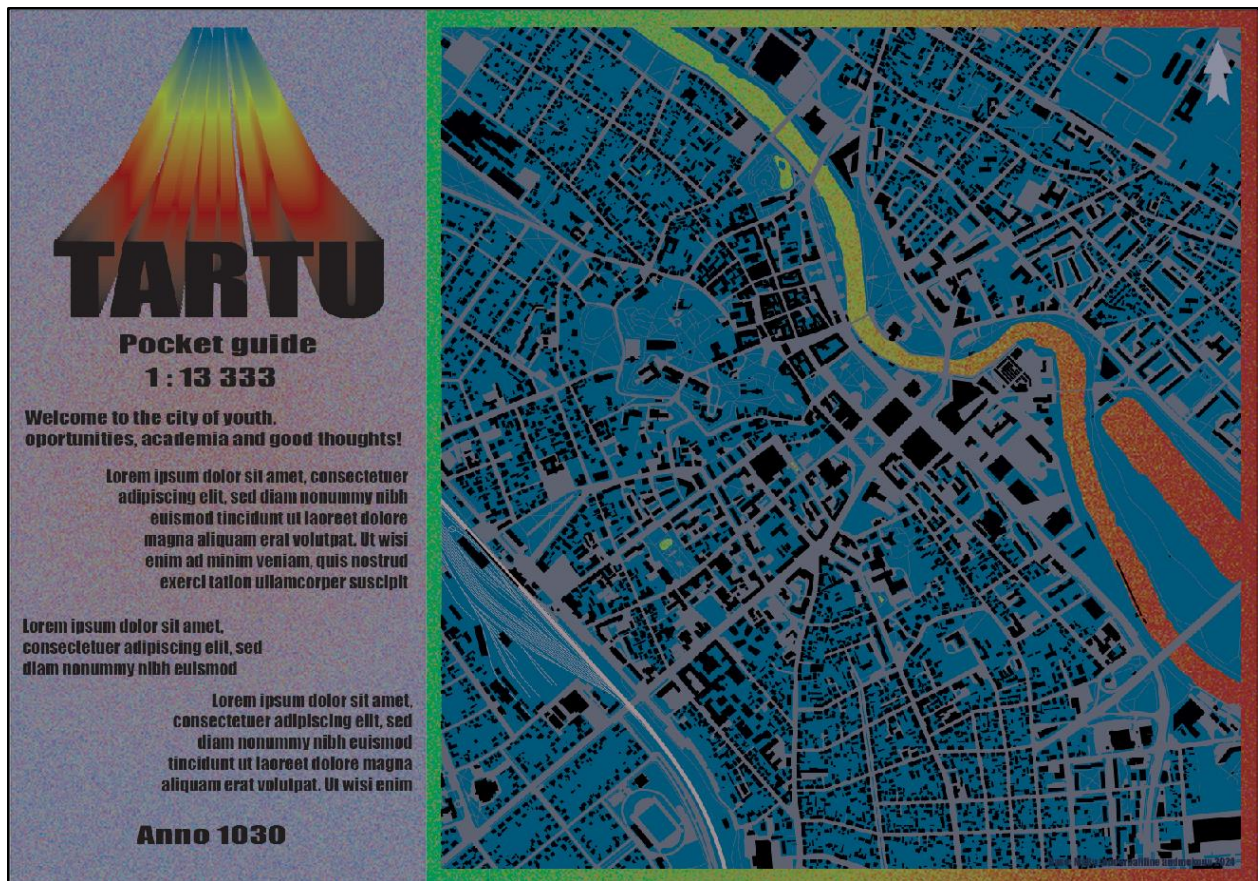 TARTU
Pocket guide
1 : 13 333
Welcome to the city of youth.
oportunities, academia and good thoughts!
Lorem ipsum dolor sit amet, consectetuer
adipiscing elit, sed diam nonummy nibh
euismod tincidunt ut laoreet dolore
magna aliquam erat volutpat. Ut wisi
enim ad minim veniam, quis nostrud
exerci tation ullamcorper suscipit
Lorem ipsum dolor sit amet,
consectetuer adipiscing elit, sed
diam nonummy nibh euismod
Lorem ipsum dolor sit amet,
consectetuer adipiscing elit, sed
diam nonummy nibh euismod
tincidunt ut laoreet dolore magna
aliquam erat volutpat. Ut wisi enim
Anno 1030